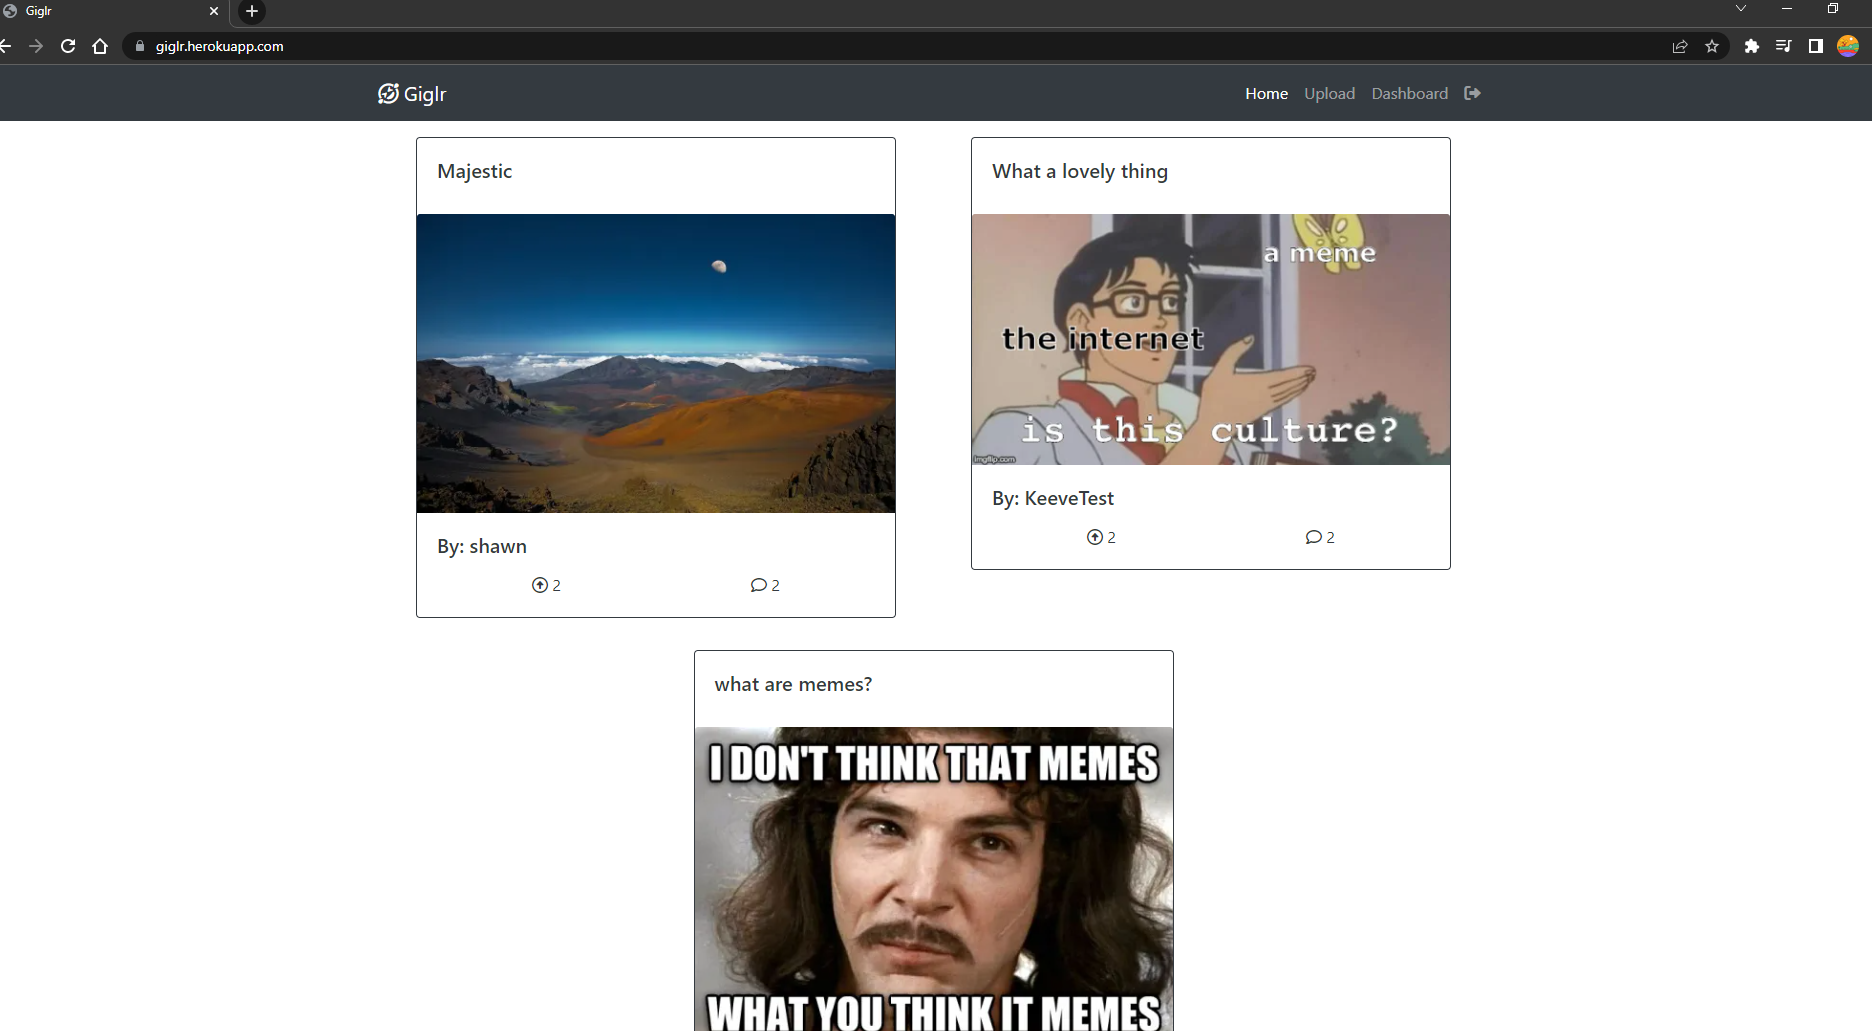 Giglr
giglr.herokuapp.com
Giglr
Home Upload Dashboard
Majestic
By: shawn
2 2
What a lovely thing
a meme
the internet
is this culture?
imgflip.com
By: KeeveTest
2 2
what are memes?
I DON'T THINK THAT MEMES
WHAT YOU THINK IT MEMES